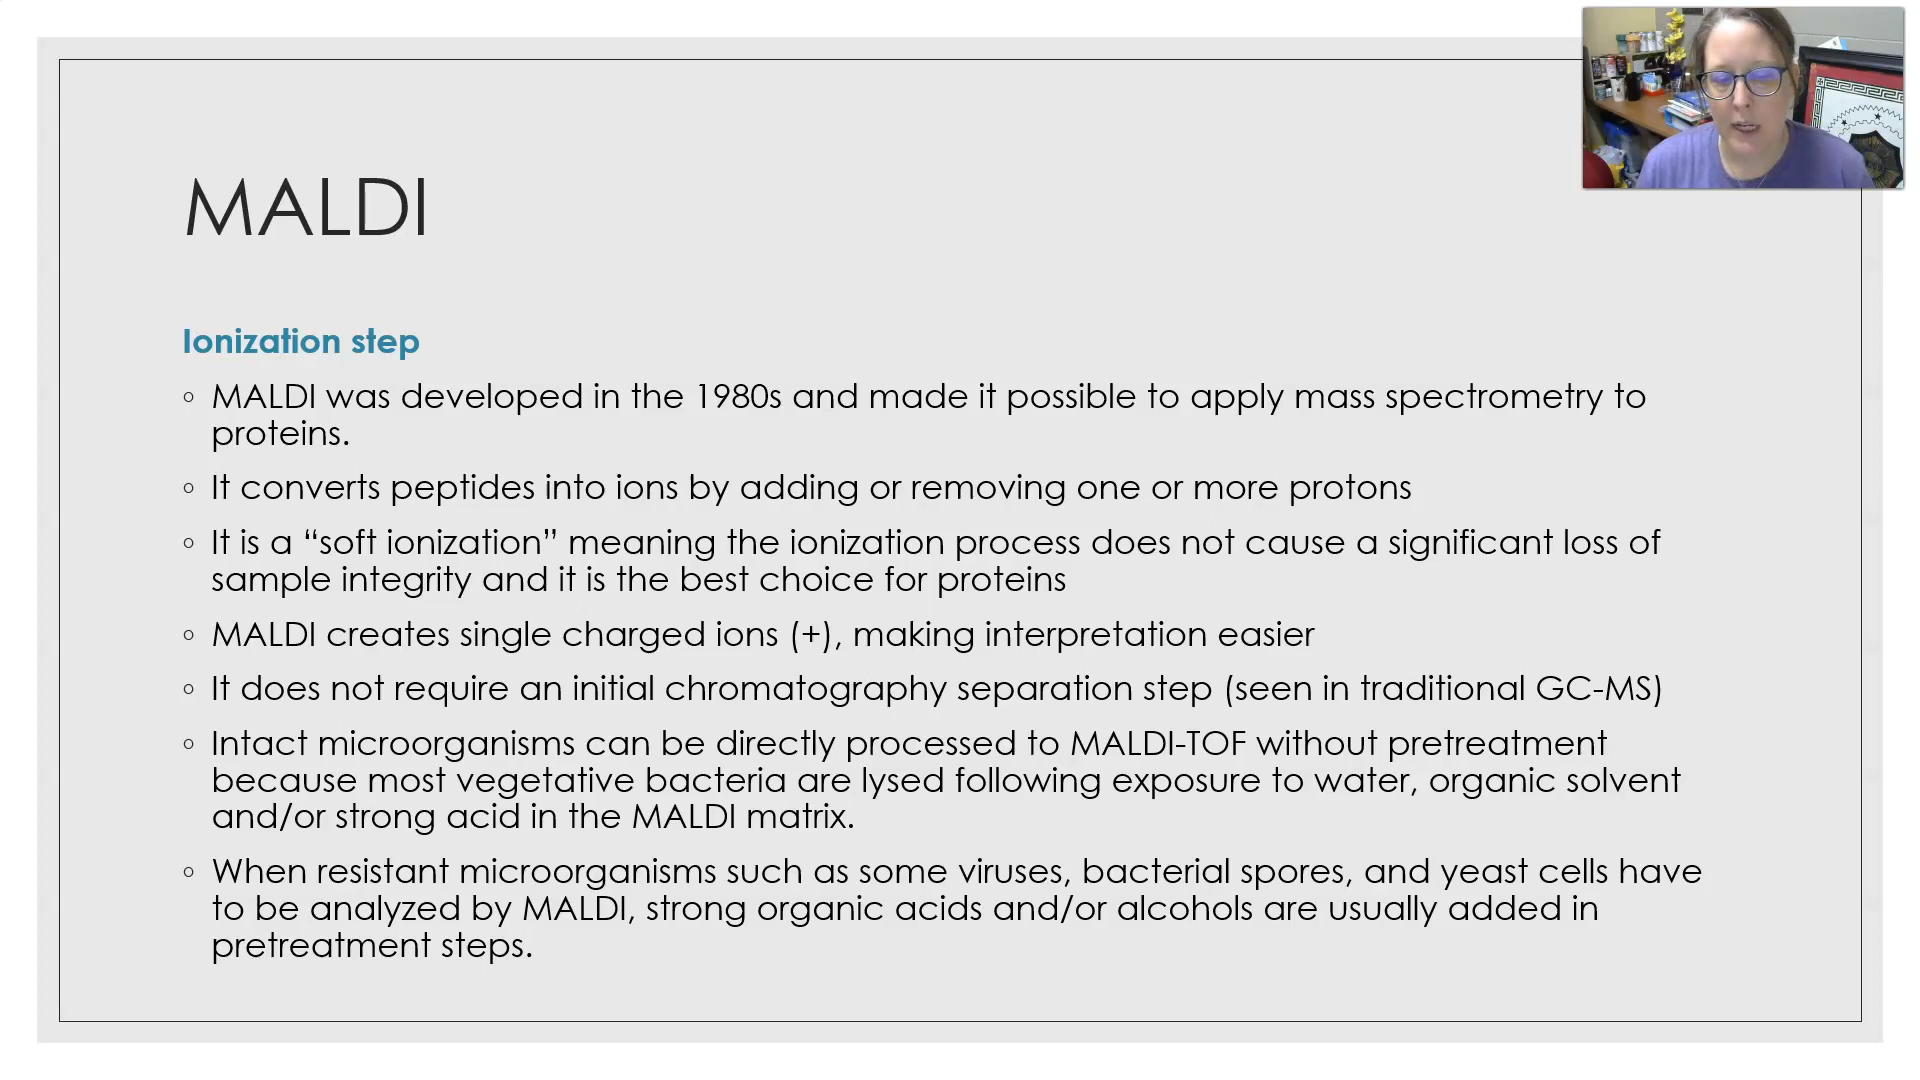 MALDI
Ionization step
◦ MALDI was developed in the 1980s and made it possible to apply mass spectrometry to
proteins.
◦ It converts peptides into ions by adding or removing one or more protons
◦ It is a “soft ionization” meaning the ionization process does not cause a significant loss of
sample integrity and it is the best choice for proteins
◦ MALDI creates single charged ions (+), making interpretation easier
◦ It does not require an initial chromatography separation step (seen in traditional GC-MS)
◦ Intact microorganisms can be directly processed to MALDI-TOF without pretreatment
because most vegetative bacteria are lysed following exposure to water, organic solvent
and/or strong acid in the MALDI matrix.
◦ When resistant microorganisms such as some viruses, bacterial spores, and yeast cells have
to be analyzed by MALDI, strong organic acids and/or alcohols are usually added in
pretreatment steps.